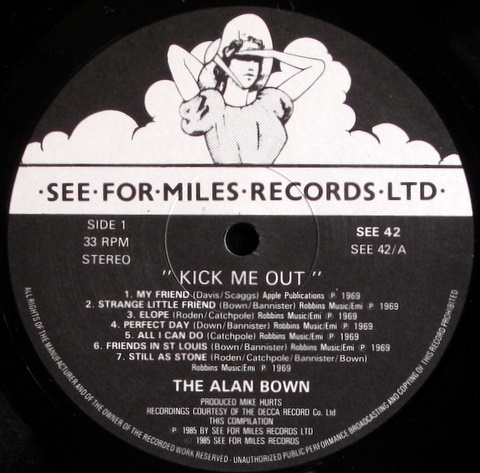 ·SEE·FOR·MILES·RECORDS·LTD·
SIDE 1
33 RPM
STEREO
SEE 42
SEE 42/A
" KICK ME OUT "
1. MY FRIEND (Davis/Scaggs) Apple Publications ℗ 1969
2. STRANGE LITTLE FRIEND (Bown/Bannister) Robbins Music/Emi ℗ 1969
3. ELOPE (Roden/Catchpole) Robbins Music/Emi ℗ 1969
4. PERFECT DAY (Down/Bannister) Robbins Music/Emi ℗ 1969
5. ALL I CAN DO (Catchpole) Robbins Music/Emi ℗ 1969
6. FRIENDS IN ST LOUIS (Bown/Bannister) Robbins Music/Emi ℗ 1969
7. STILL AS STONE (Roden/Catchpole/Bannister/Bown)
Robbins Music/Emi ℗ 1969
THE ALAN BOWN
PRODUCED MIKE HURTS
RECORDINGS COURTESY OF THE DECCA RECORD Co. Ltd
THIS COMPILATION
℗ 1985 BY SEE FOR MILES LTD
© 1985 SEE FOR MILES RECORDS
ALL RIGHTS OF THE MANUFACTURER AND OF THE OWNER OF THE RECORDED WORK RESERVED · UNAUTHORIZED PUBLIC PERFORMANCE BROADCASTING AND COPYING OF THIS RECORD PROHIBITED